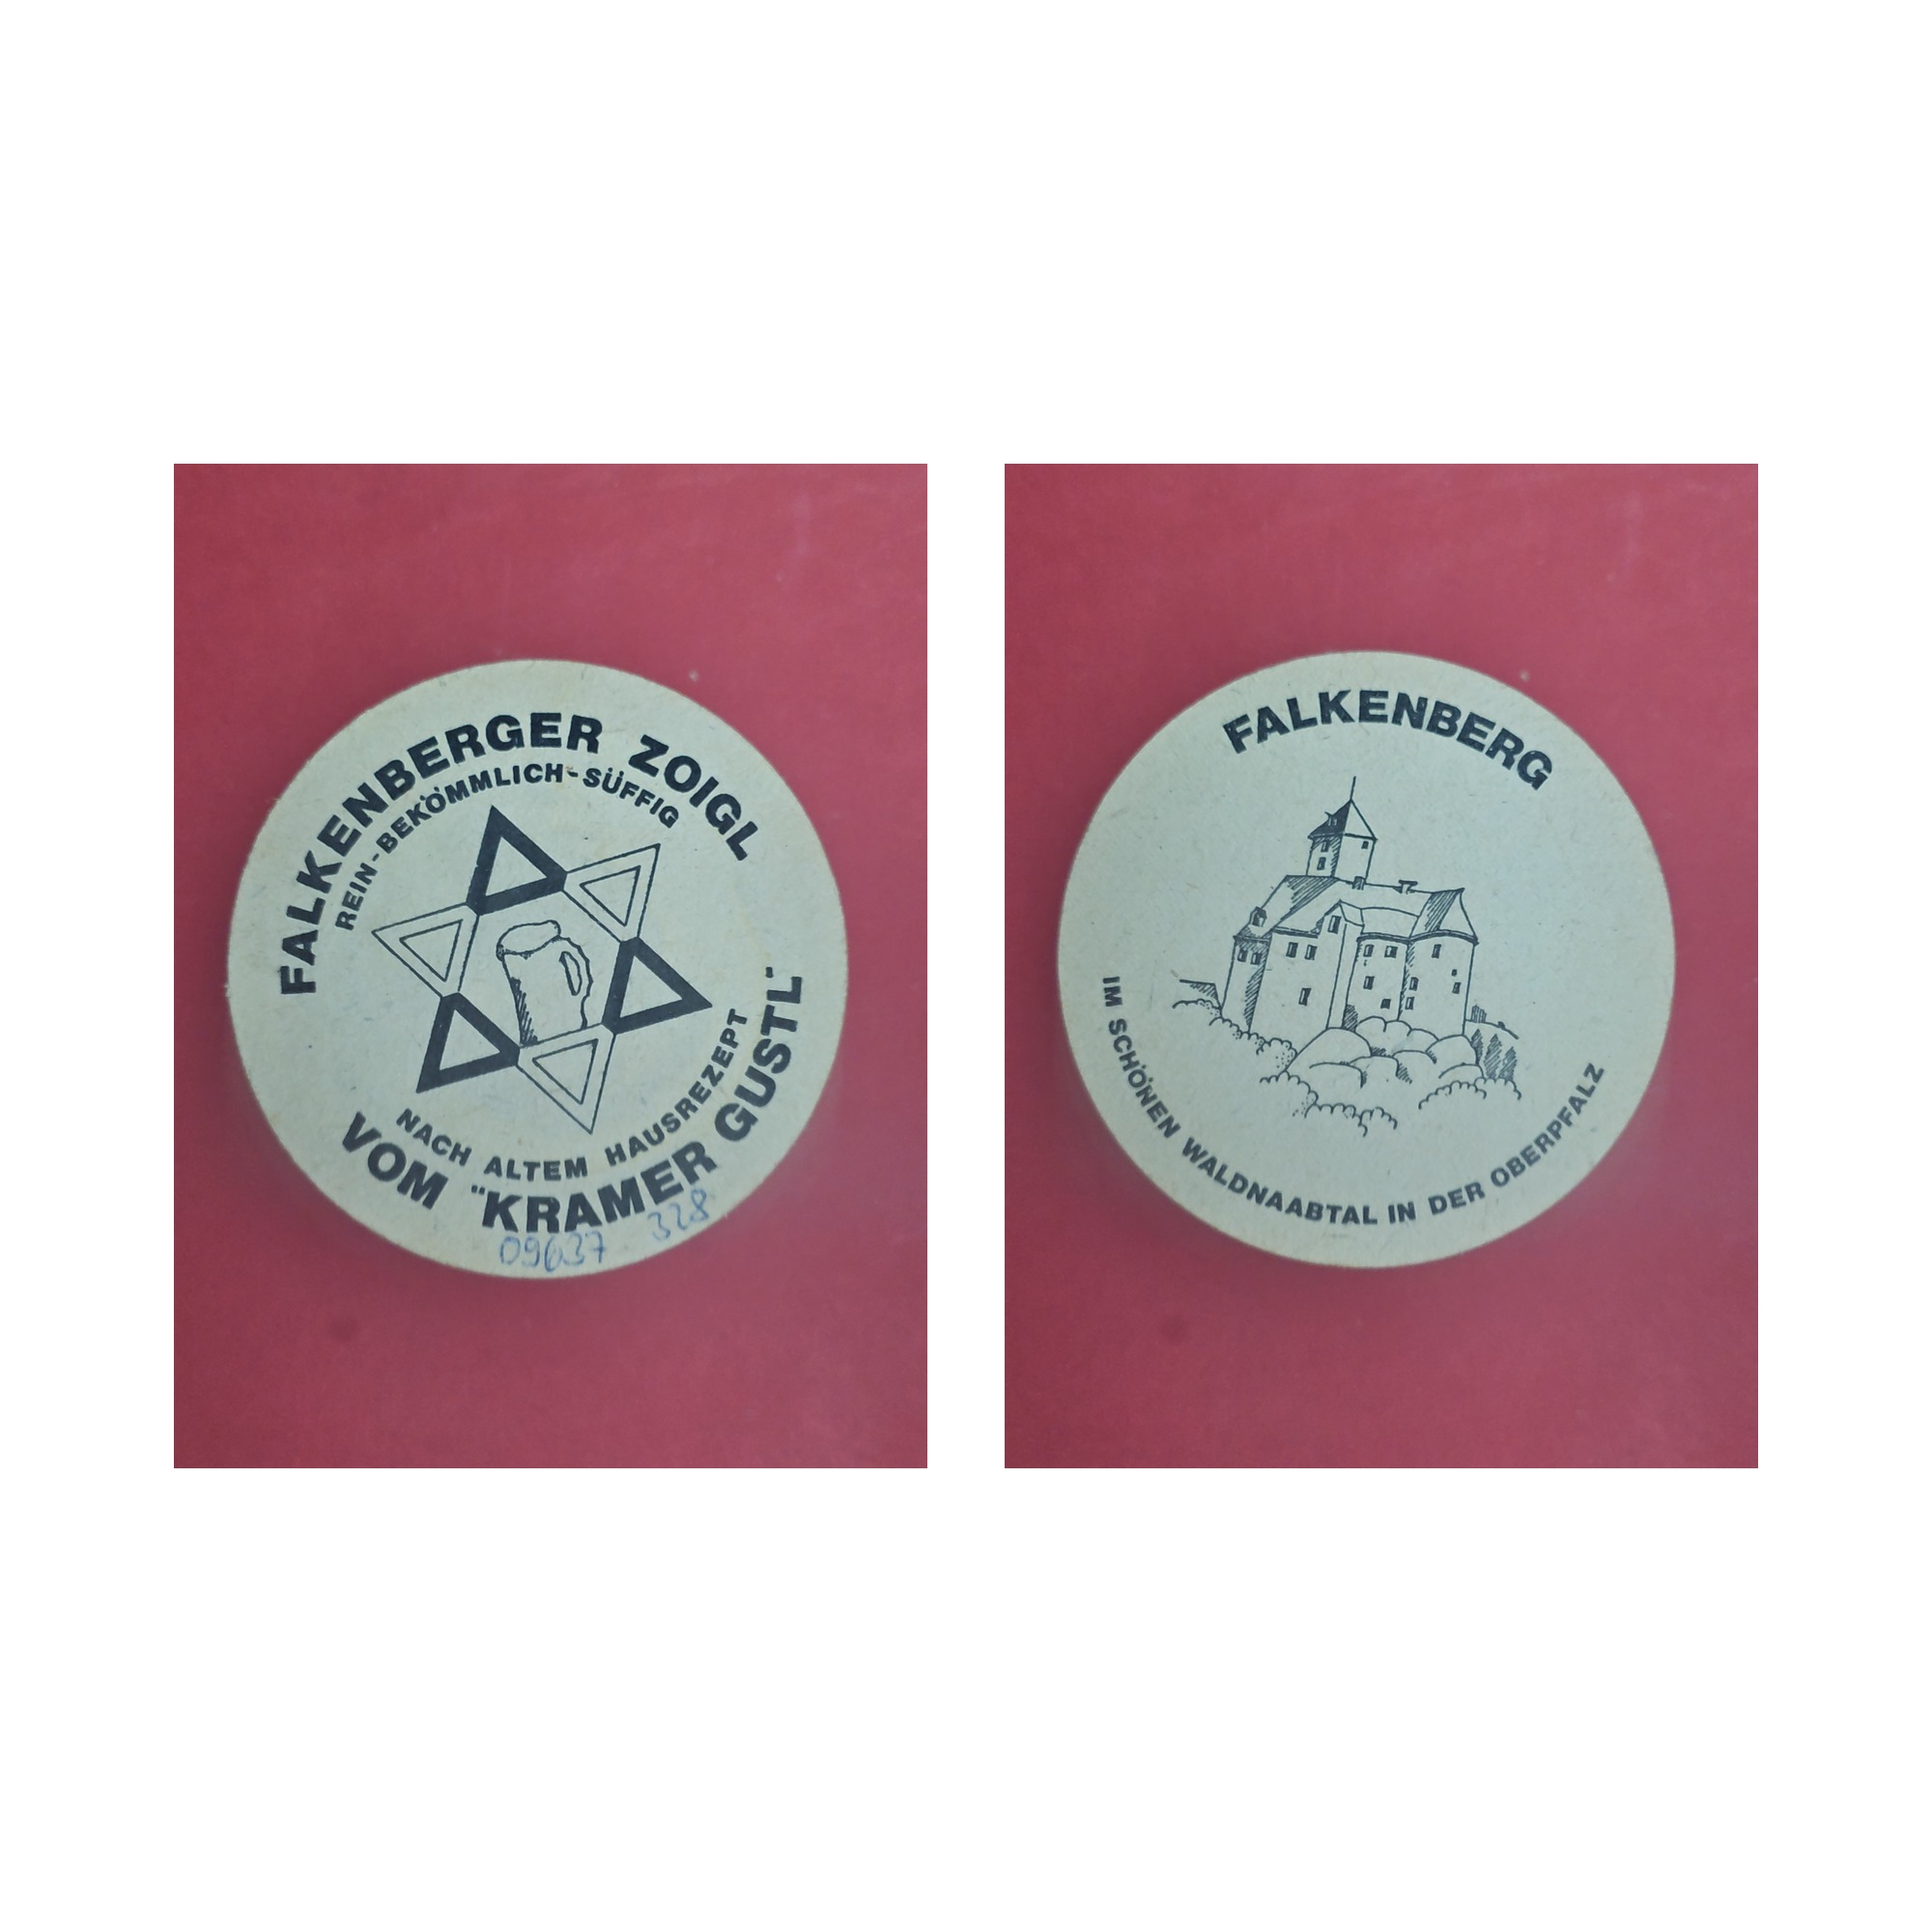 FALKENBERGER ZOIGL
REIN-BEKÖMMLICH-SÜFFIG
NACH ALTEM HAUSREZEPT
VOM "KRAMER GUSTL"
09637 328
FALKENBERG
IM SCHÖNEN WALDNAABTAL IN DER OBERPFALZ